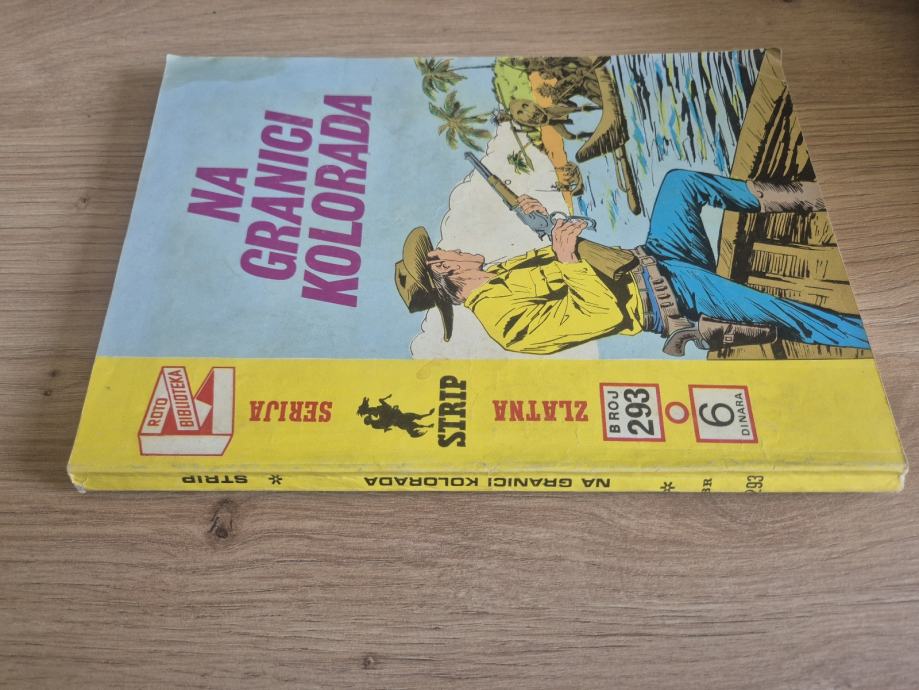 NA
GRANICI
KOLORADA
ROTO
BIBLIOTEKA
ZLATNA
SERIJA
STRIP
BROJ
293
6
DINARA
STRIP * NA GRANICI KOLORADA * BR 293